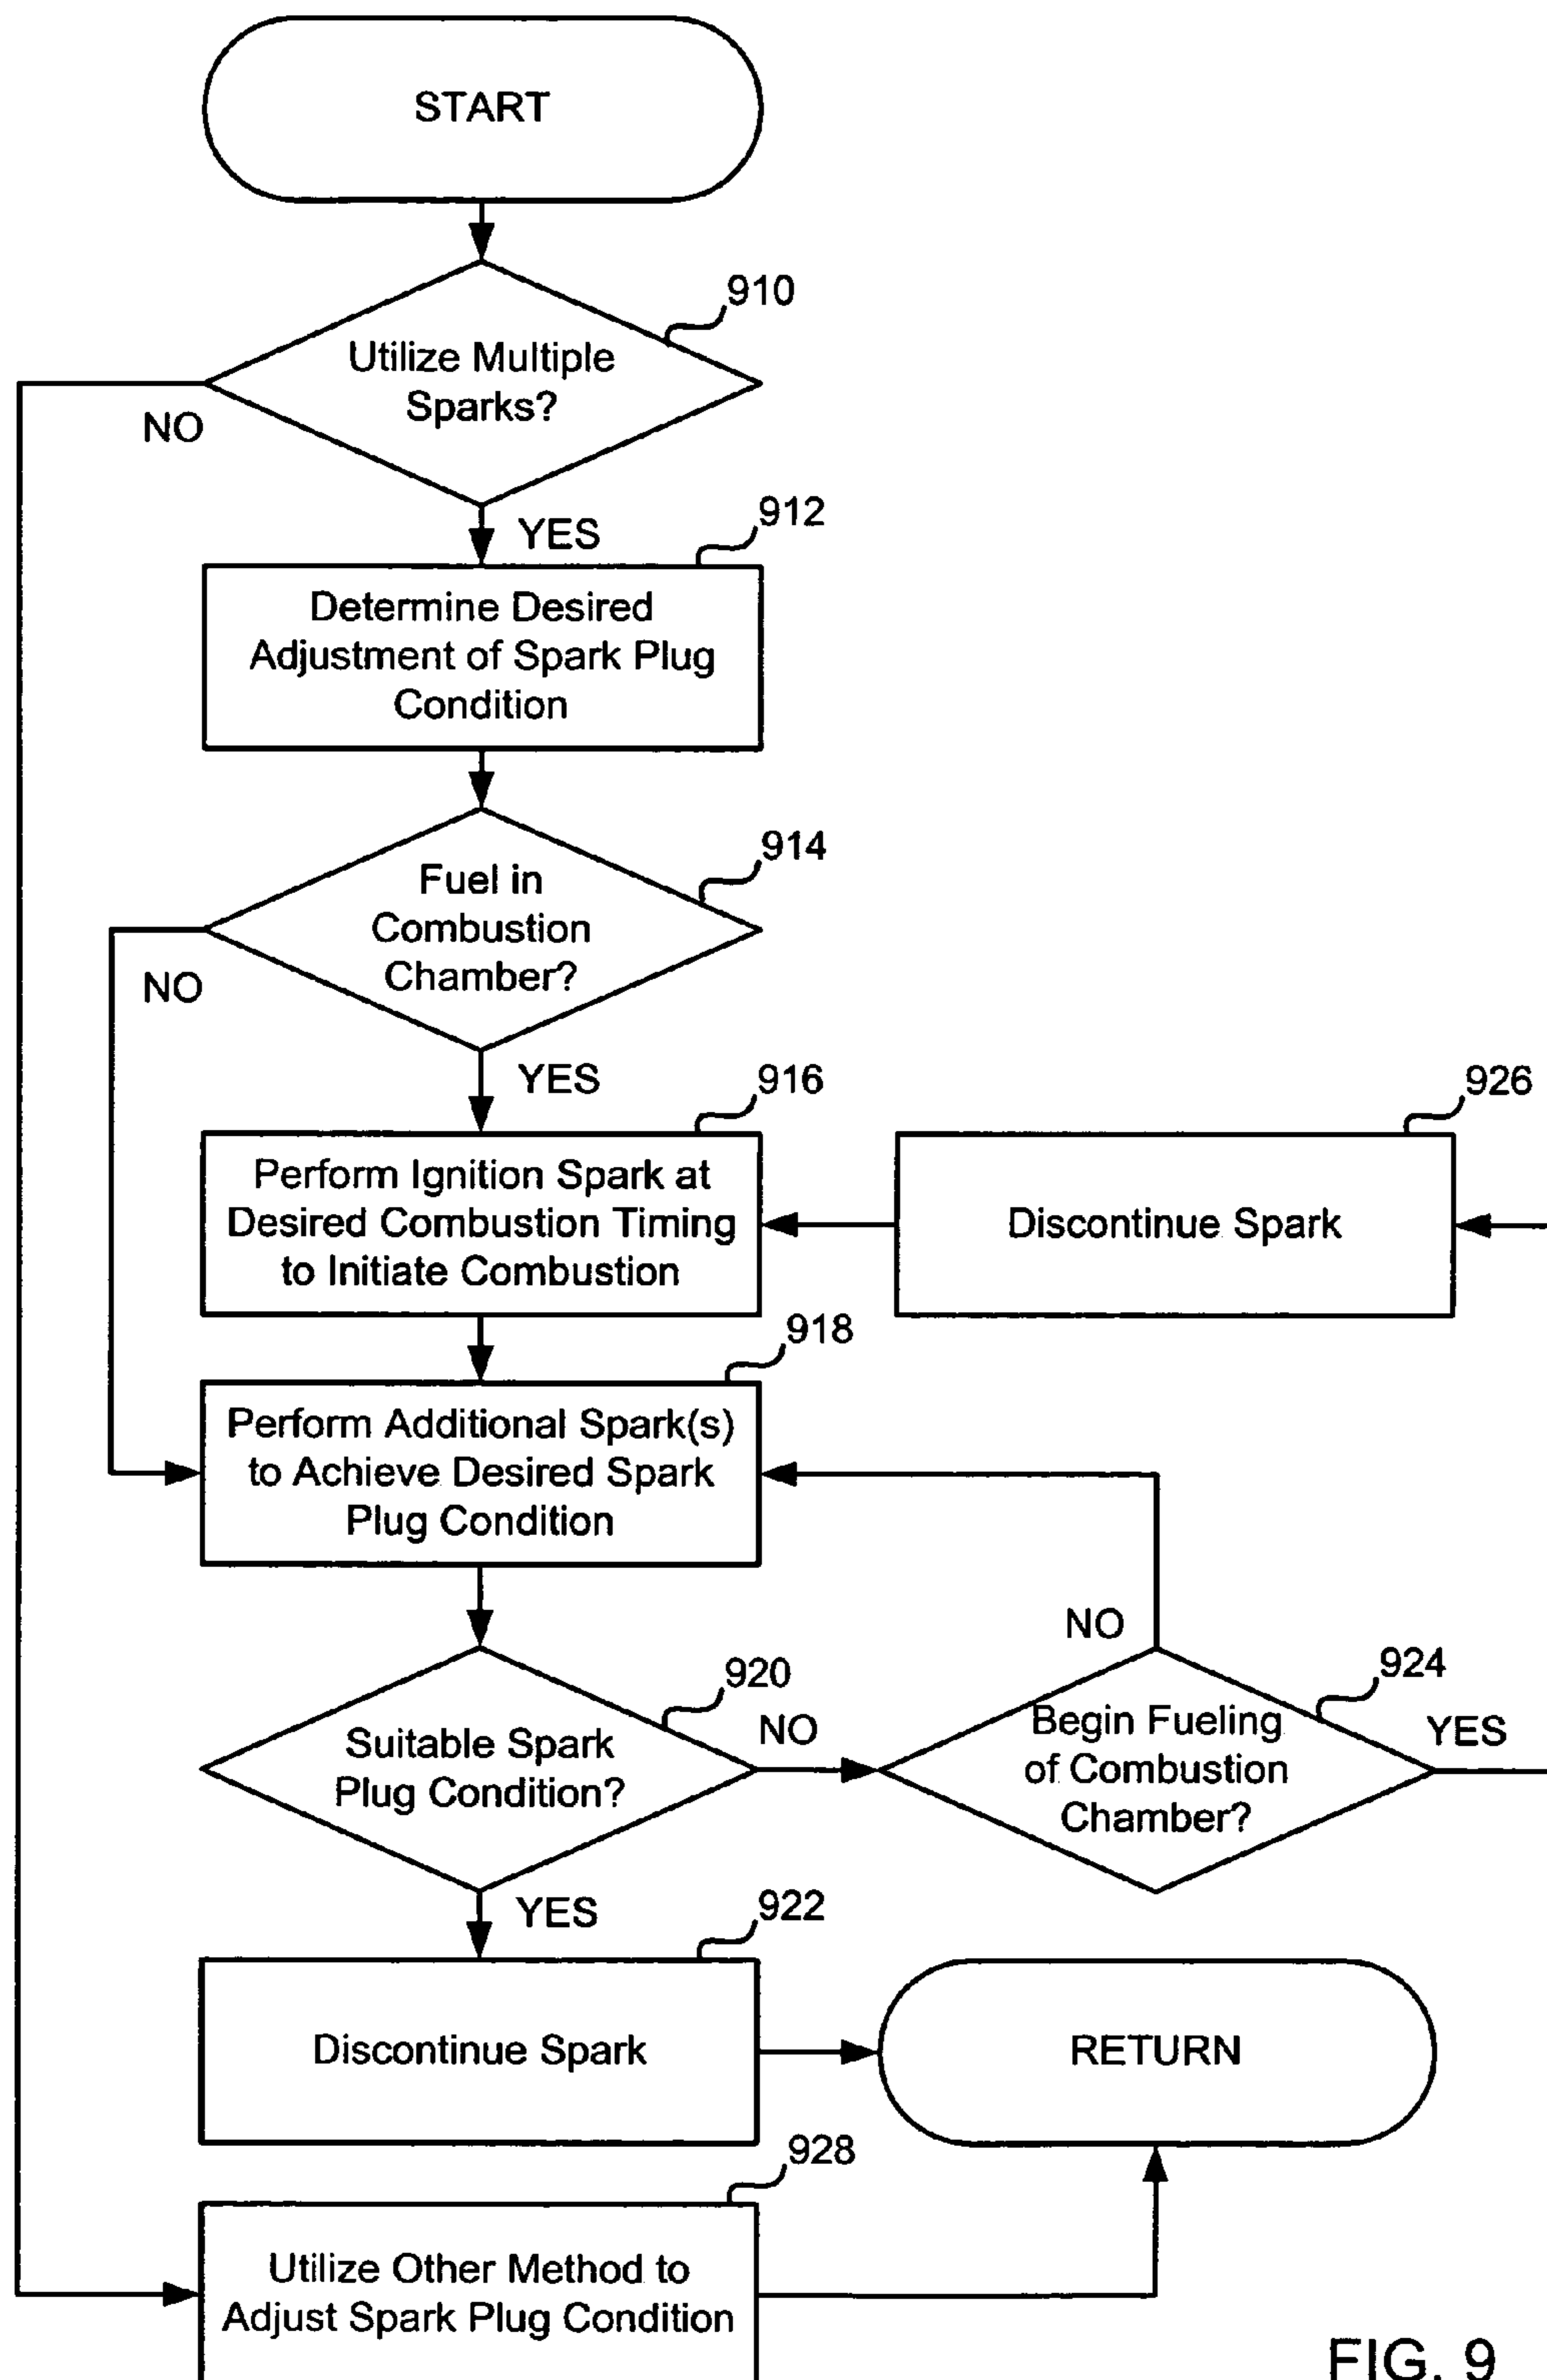 START
910
Utilize Multiple
Sparks?
NO
YES
912
Determine Desired
Adjustment of Spark Plug
Condition
914
Fuel in
Combustion
Chamber?
NO
YES
916
Perform Ignition Spark at
Desired Combustion Timing
to Initiate Combustion
926
Discontinue Spark
918
Perform Additional Spark(s)
to Achieve Desired Spark
Plug Condition
920
Suitable Spark
Plug Condition?
NO
NO
924
Begin Fueling
of Combustion
Chamber?
YES
YES
922
Discontinue Spark
RETURN
928
Utilize Other Method to
Adjust Spark Plug Condition
FIG. 9